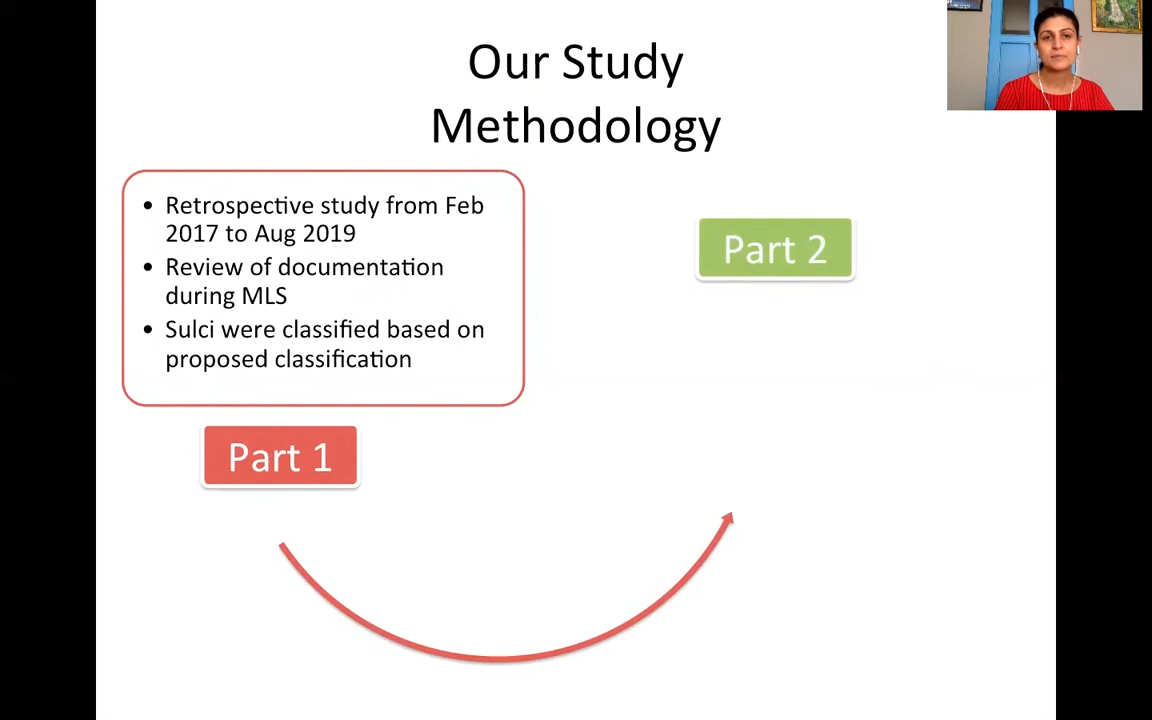 Our Study
Methodology
• Retrospective study from Feb
2017 to Aug 2019
• Review of documentation
during MLS
• Sulci were classified based on
proposed classification
Part 1
Part 2